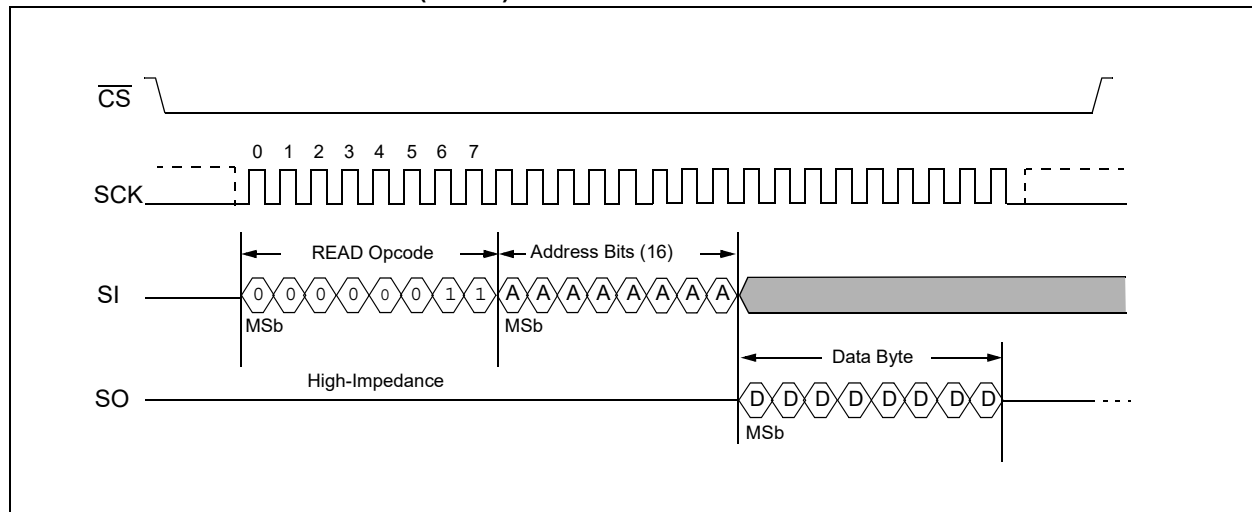 CS
0 1 2 3 4 5 6 7
SCK
READ Opcode Address Bits (16)
SI 0 0 0 0 0 0 1 1 A A A A A A A A
MSb MSb
Data Byte
High-Impedance
SO D D D D D D D D
MSb